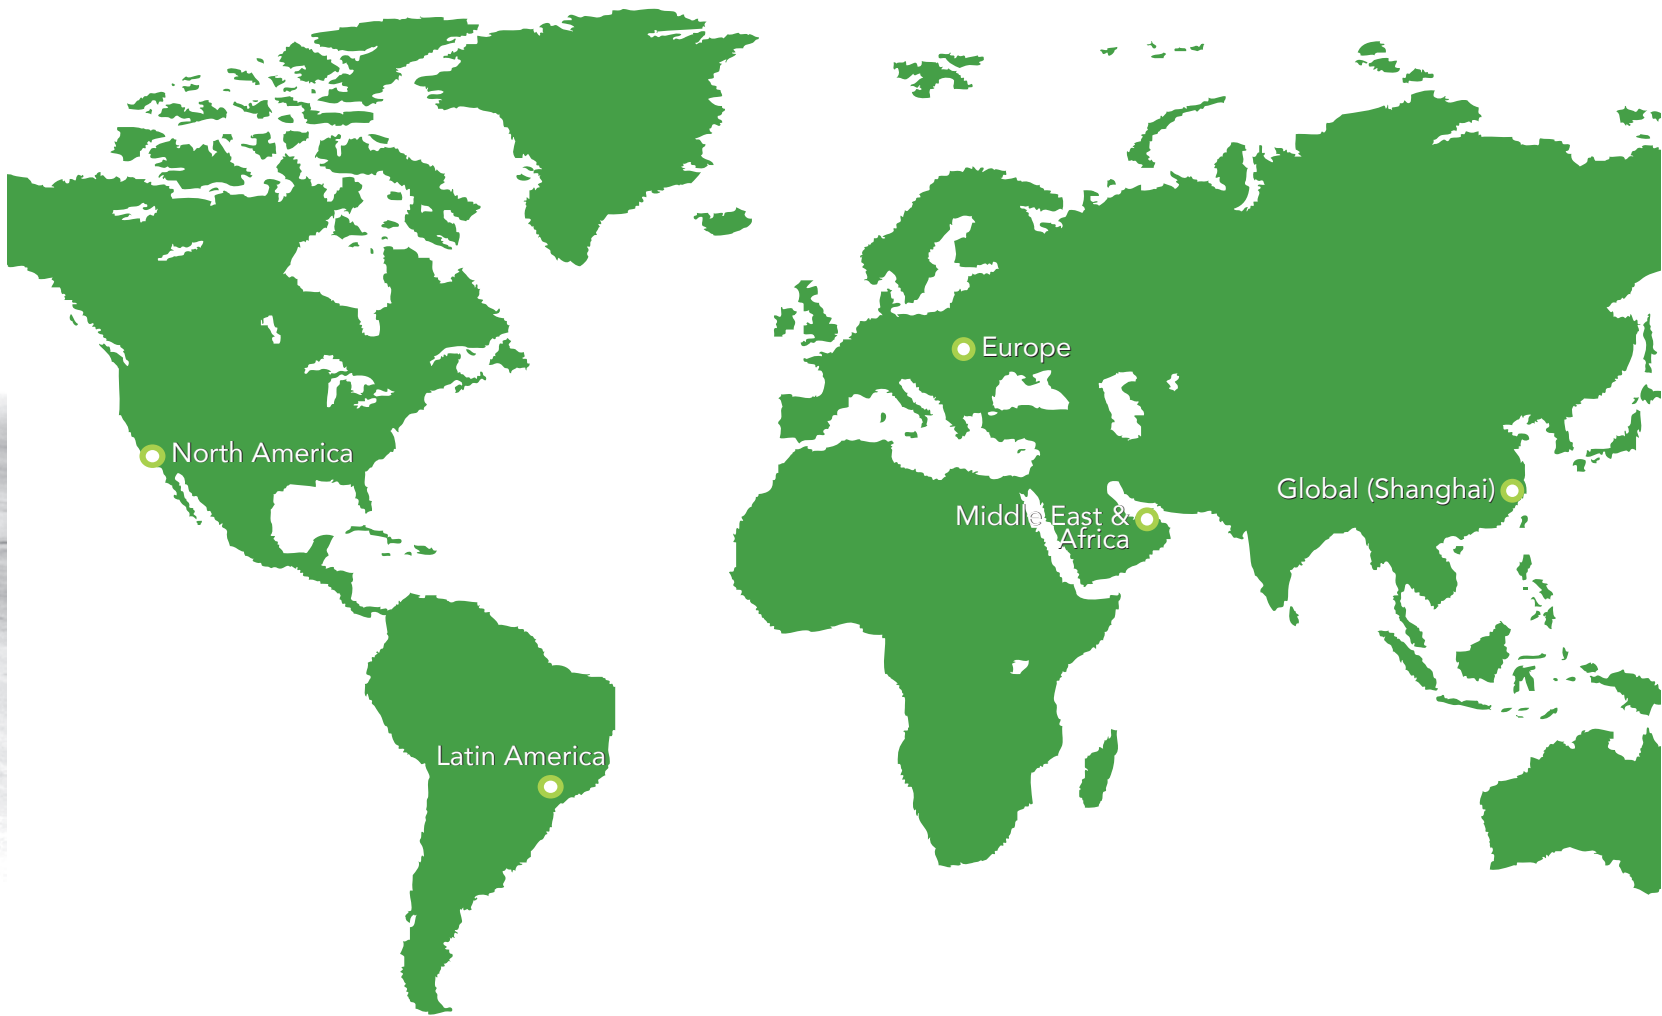 Europe
North America
Global (Shanghai)
Middle East &
Africa
Latin America